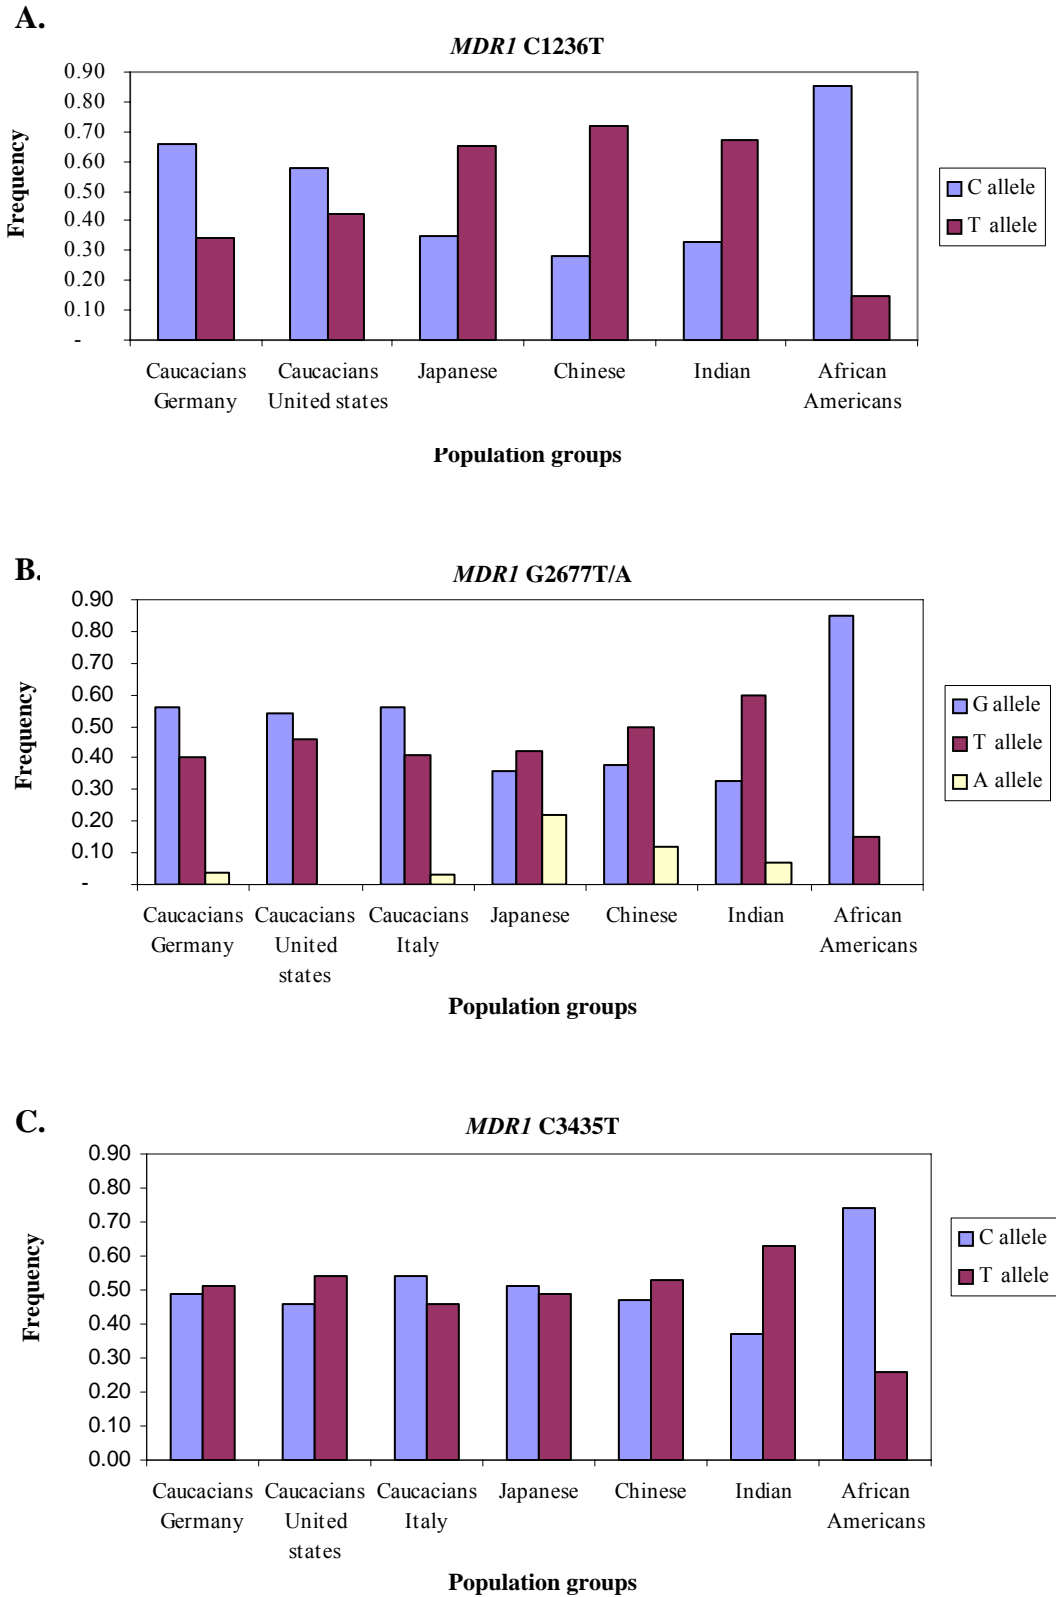 A.
MDR1 C1236T
0.90
0.80
0.70
0.60
0.50
0.40
0.30
0.20
0.10
-
Frequency
C allele
T allele
Caucacians Caucacians Japanese Chinese Indian African
Germany United states Americans
Population groups
B.
MDR1 G2677T/A
0.90
0.80
0.70
0.60
0.50
0.40
0.30
0.20
0.10
-
Frequency
G allele
T allele
A allele
Caucacians Caucacians Caucacians Japanese Chinese Indian African
Germany United Italy Americans
states
Population groups
C.
MDR1 C3435T
0.90
0.80
0.70
0.60
0.50
0.40
0.30
0.20
0.10
0.00
Frequency
C allele
T allele
Caucacians Caucacians Caucacians Japanese Chinese Indian African
Germany United Italy Americans
states
Population groups